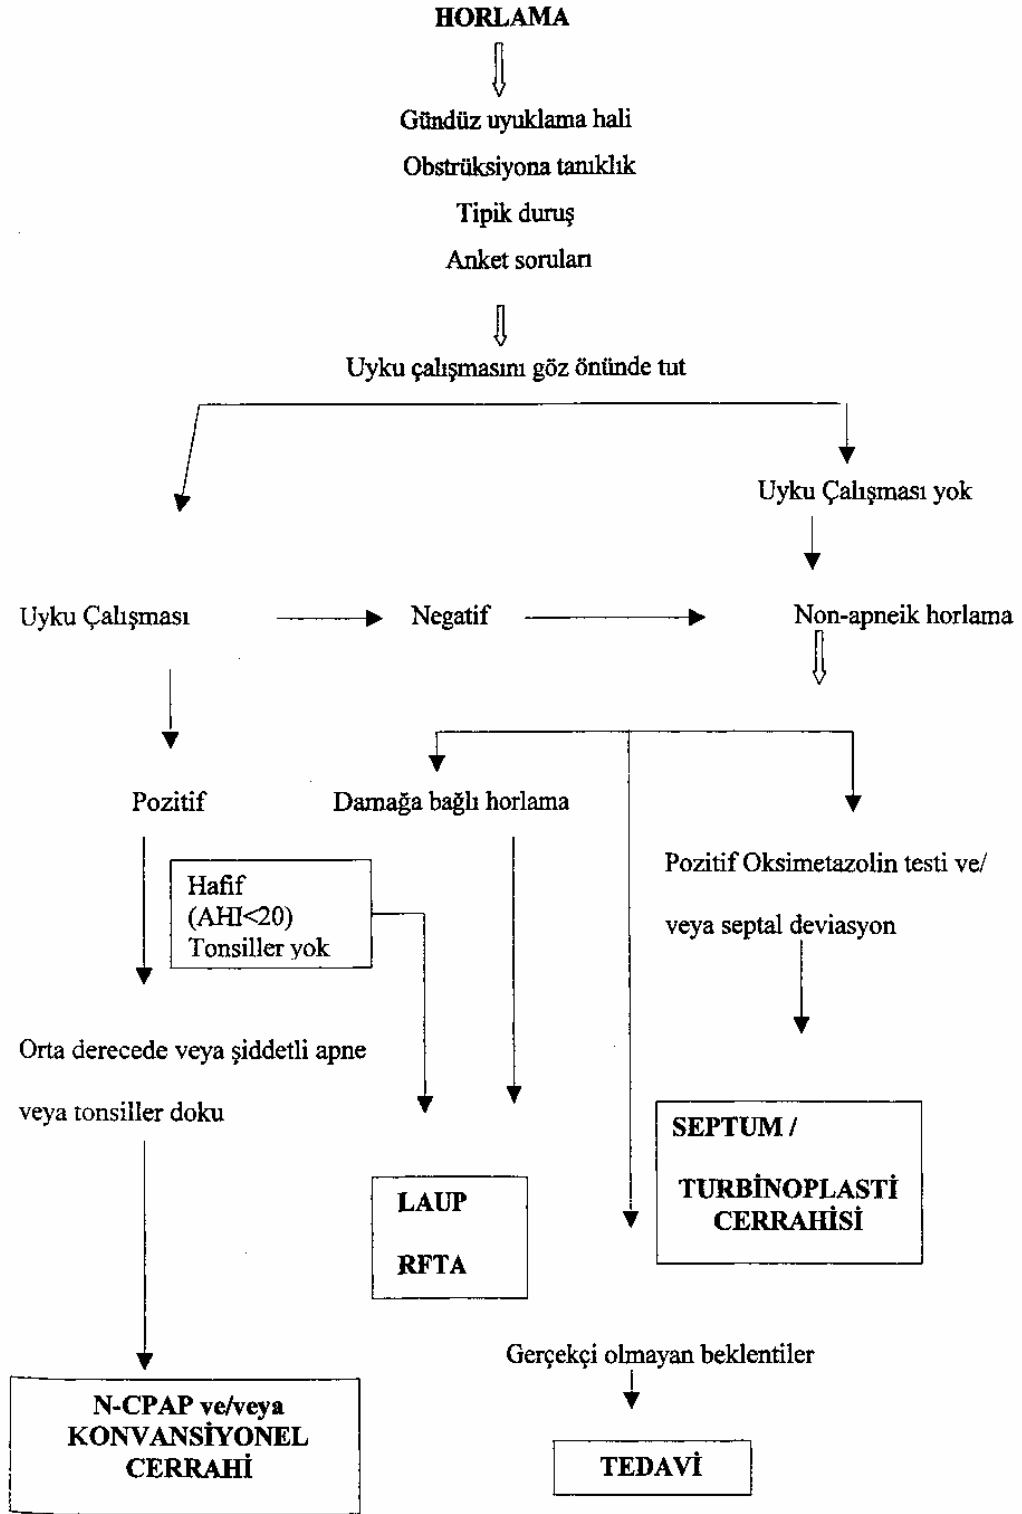 HORLAMA
Gündüz uyuklama hali
Obstrüksiyona tanıklık
Tipik duruş
Anket soruları
Uyku çalışmasını göz önünde tut
Uyku Çalışması yok
Uyku Çalışması
Negatif
Non-apneik horlama
Pozitif
Damağa bağlı horlama
Hafif
(AHI<20)
Tonsiller yok
Pozitif Oksimetazolin testi ve/
veya septal deviasyon
Orta derecede veya şiddetli apne
veya tonsiller doku
SEPTUM /
TURBİNOPLASTİ
CERRAHİSİ
LAUP
RFTA
Gerçekçi olmayan beklentiler
N-CPAP ve/veya
KONVANSİYONEL
CERRAHİ
TEDAVİ